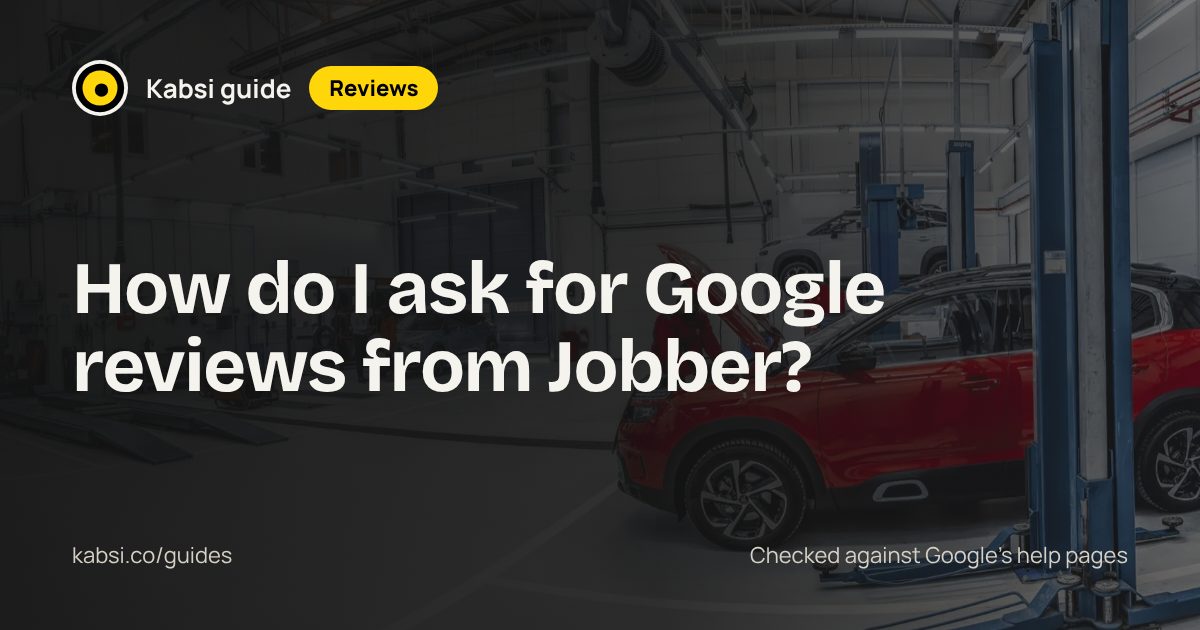 Kabsi guide
Reviews
How do I ask for Google
reviews from Jobber?
kabsi.co/guides
Checked against Google's help pages